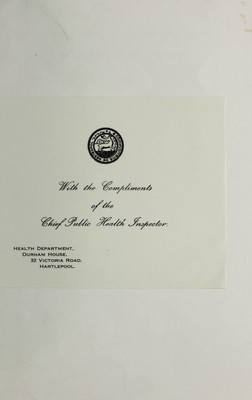 With the Compliments
of the
Chief Public Health Inspector.
HEALTH DEPARTMENT,
DURHAM HOUSE,
32 VICTORIA ROAD,
HARTLEPOOL.